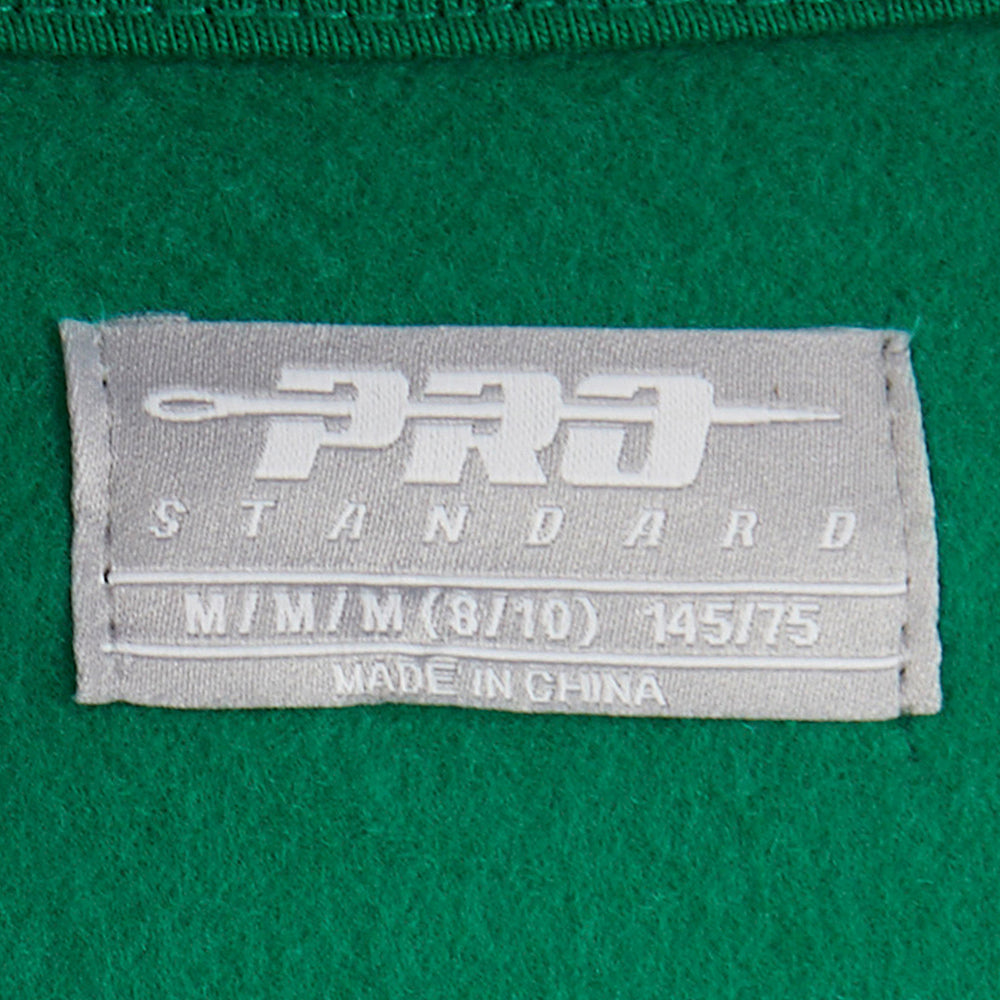 PRO
STANDARD
M/M/M (8/10) 145/75
MADE IN CHINA